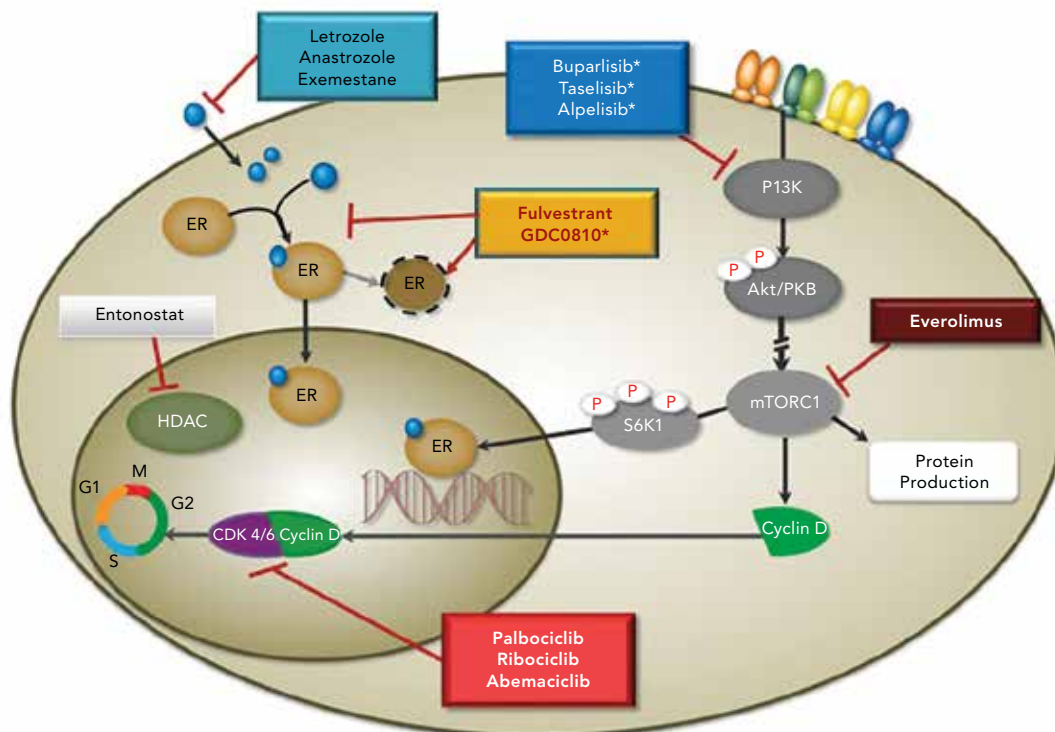 Letrozole
Anastrozole
Exemestane
Buparlisib*
Taselisib*
Alpelisib*
P13K
ER
Fulvestrant
GDC0810*
ER
ER
P
P
Akt/PKB
Entonostat
Everolimus
ER
HDAC
P
P
P
S6K1
mTORC1
ER
Protein
Production
M
G1
G2
S
CDK 4/6
Cyclin D
Cyclin D
Palbociclib
Ribociclib
Abemaciclib